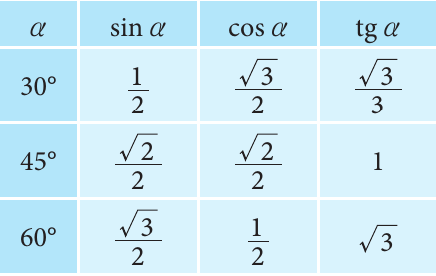 α sin α cos α tg α
30° 1/2 √3/2 √3/3
45° √2/2 √2/2 1
60° √3/2 1/2 √3